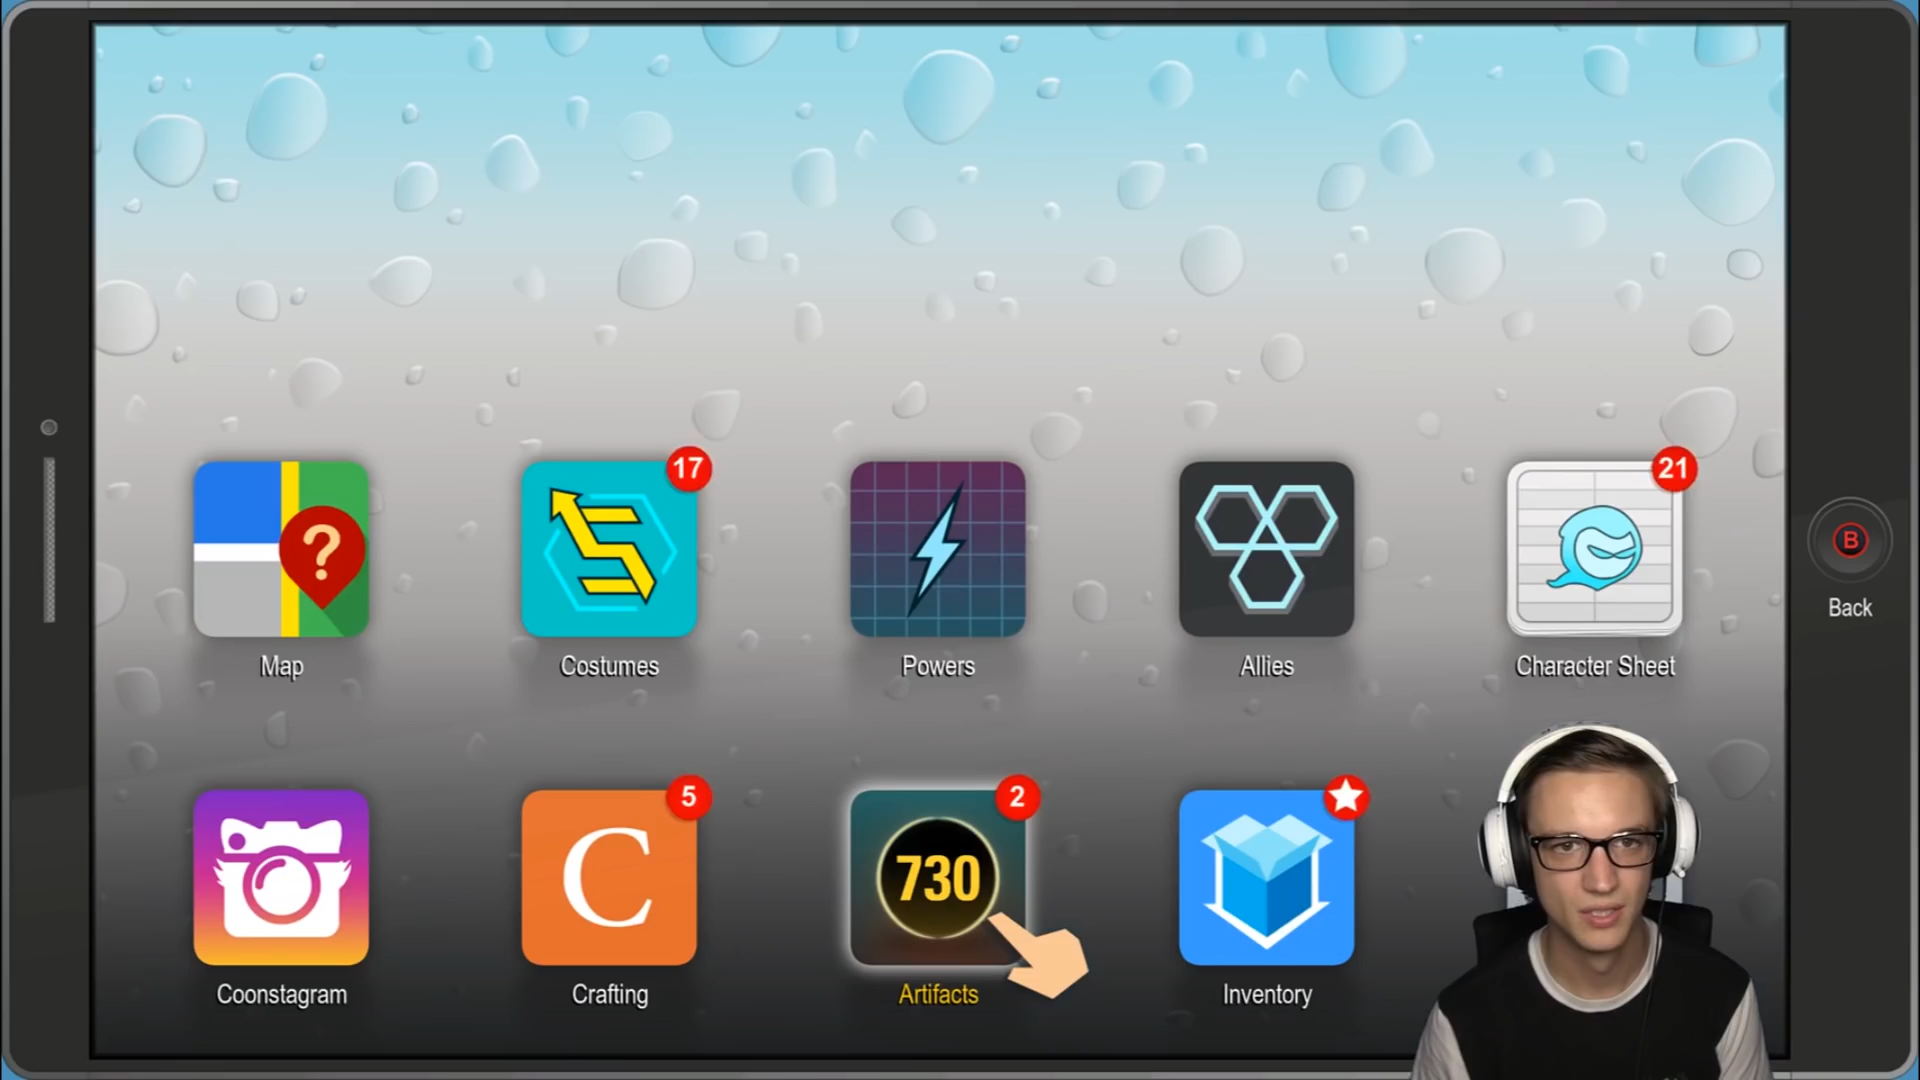 17
21
?
B
Map
Costumes
Powers
Allies
Character Sheet
Back
5
2
C
730
Coonstagram
Crafting
Artifacts
Inventory